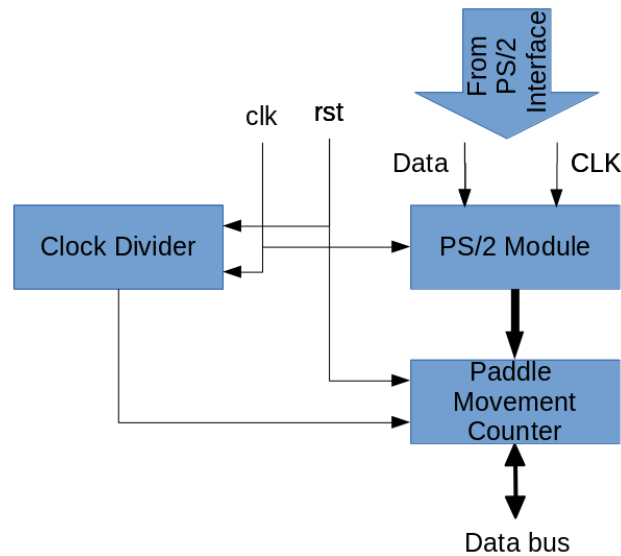 From
PS/2
Interface
clk
rst
Data
CLK
Clock Divider
PS/2 Module
Paddle
Movement
Counter
Data bus